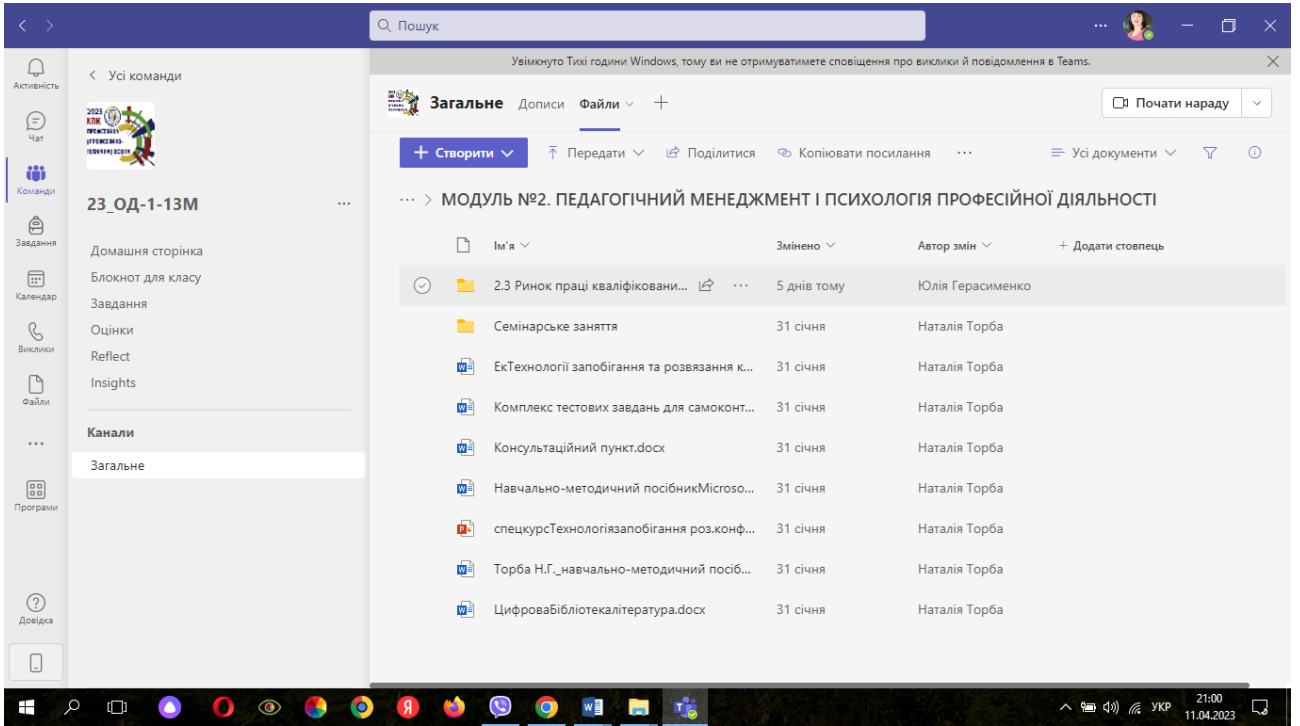 Пошук
Увімкнуто Тихі години Windows, тому ви не отримуватимете сповіщення про виклики й повідомлення в Teams.
Активність
Чат
Команди
Завдання
Календар
Виклики
Файли
Програми
Довідка
Усі команди
2023
КПК
23_ОД-1-13М
Домашня сторінка
Блокнот для класу
Завдання
Оцінки
Reflect
Insights
Канали
Загальне
Загальне Дописи Файли
Почати нараду
Створити Передати Поділитися Копіювати посилання ... Усі документи
... > МОДУЛЬ №2. ПЕДАГОГІЧНИЙ МЕНЕДЖМЕНТ І ПСИХОЛОГІЯ ПРОФЕСІЙНОЇ ДІЯЛЬНОСТІ
Ім'я Змінено Автор змін + Додати стовпець
2.3 Ринок праці кваліфіковани... 5 днів тому Юлія Герасименко
Семінарське заняття 31 січня Наталія Торба
ЕкТехнології запобігання та розвязання к... 31 січня Наталія Торба
Комплекс тестових завдань для самоконт... 31 січня Наталія Торба
Консультаційний пункт.docx 31 січня Наталія Торба
Навчально-методичний посібникMicroso... 31 січня Наталія Торба
спецкурсТехнологіязапобігання роз.конф... 31 січня Наталія Торба
Торба Н.Г._навчально-методичний посіб... 31 січня Наталія Торба
ЦифроваБібліотекалітература.docx 31 січня Наталія Торба
УКР
21:00
11.04.2023